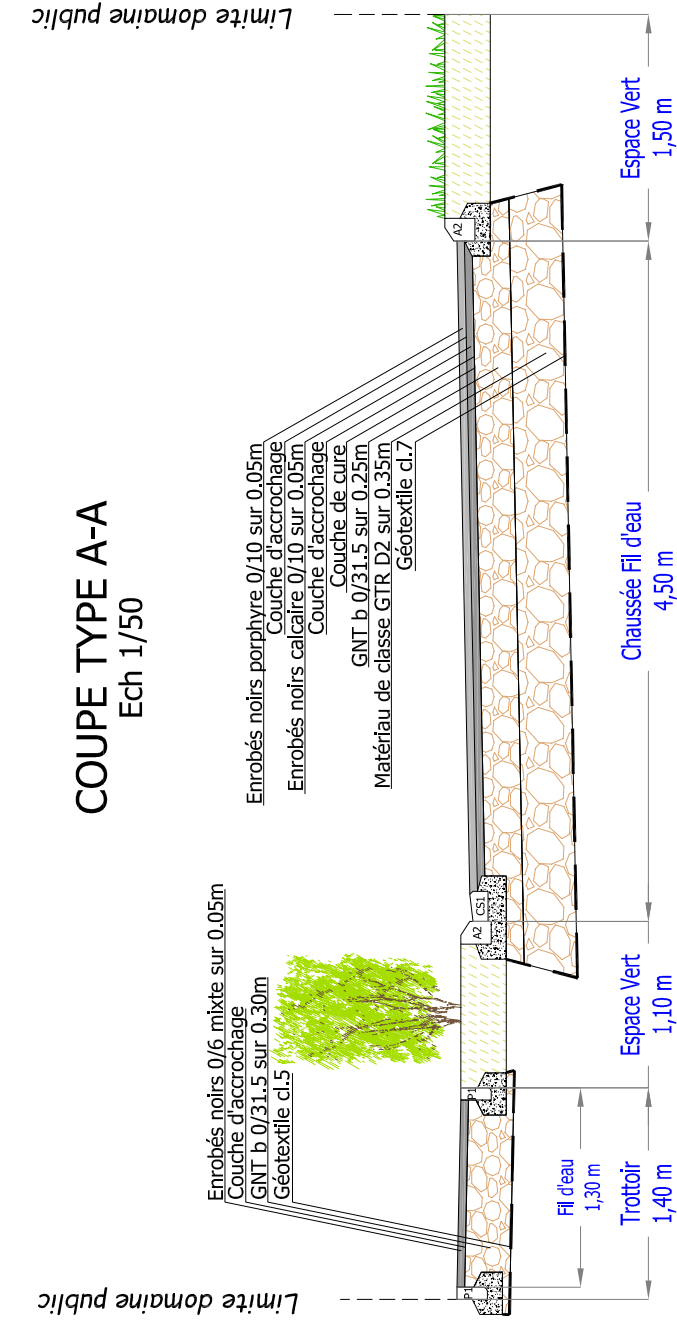 COUPE TYPE A-A
Ech 1/50
Limite domaine public
Limite domaine public
Enrobés noirs 0/6 mixte sur 0.05m
Couche d'accrochage
GNT b 0/31.5 sur 0.30m
Géotextile cl.5
Enrobés noirs porphyre 0/10 sur 0.05m
Couche d'accrochage
Enrobés noirs calcaire 0/10 sur 0.05m
Couche d'accrochage
Couche de cure
GNT b 0/31.5 sur 0.25m
Matériau de classe GTR D2 sur 0.35m
Géotextile cl.7
P1
P1
A2
CS1
A2
Fil d'eau
1,30 m
Trottoir
1,40 m
Espace Vert
1,10 m
Chaussée Fil d'eau
4,50 m
Espace Vert
1,50 m